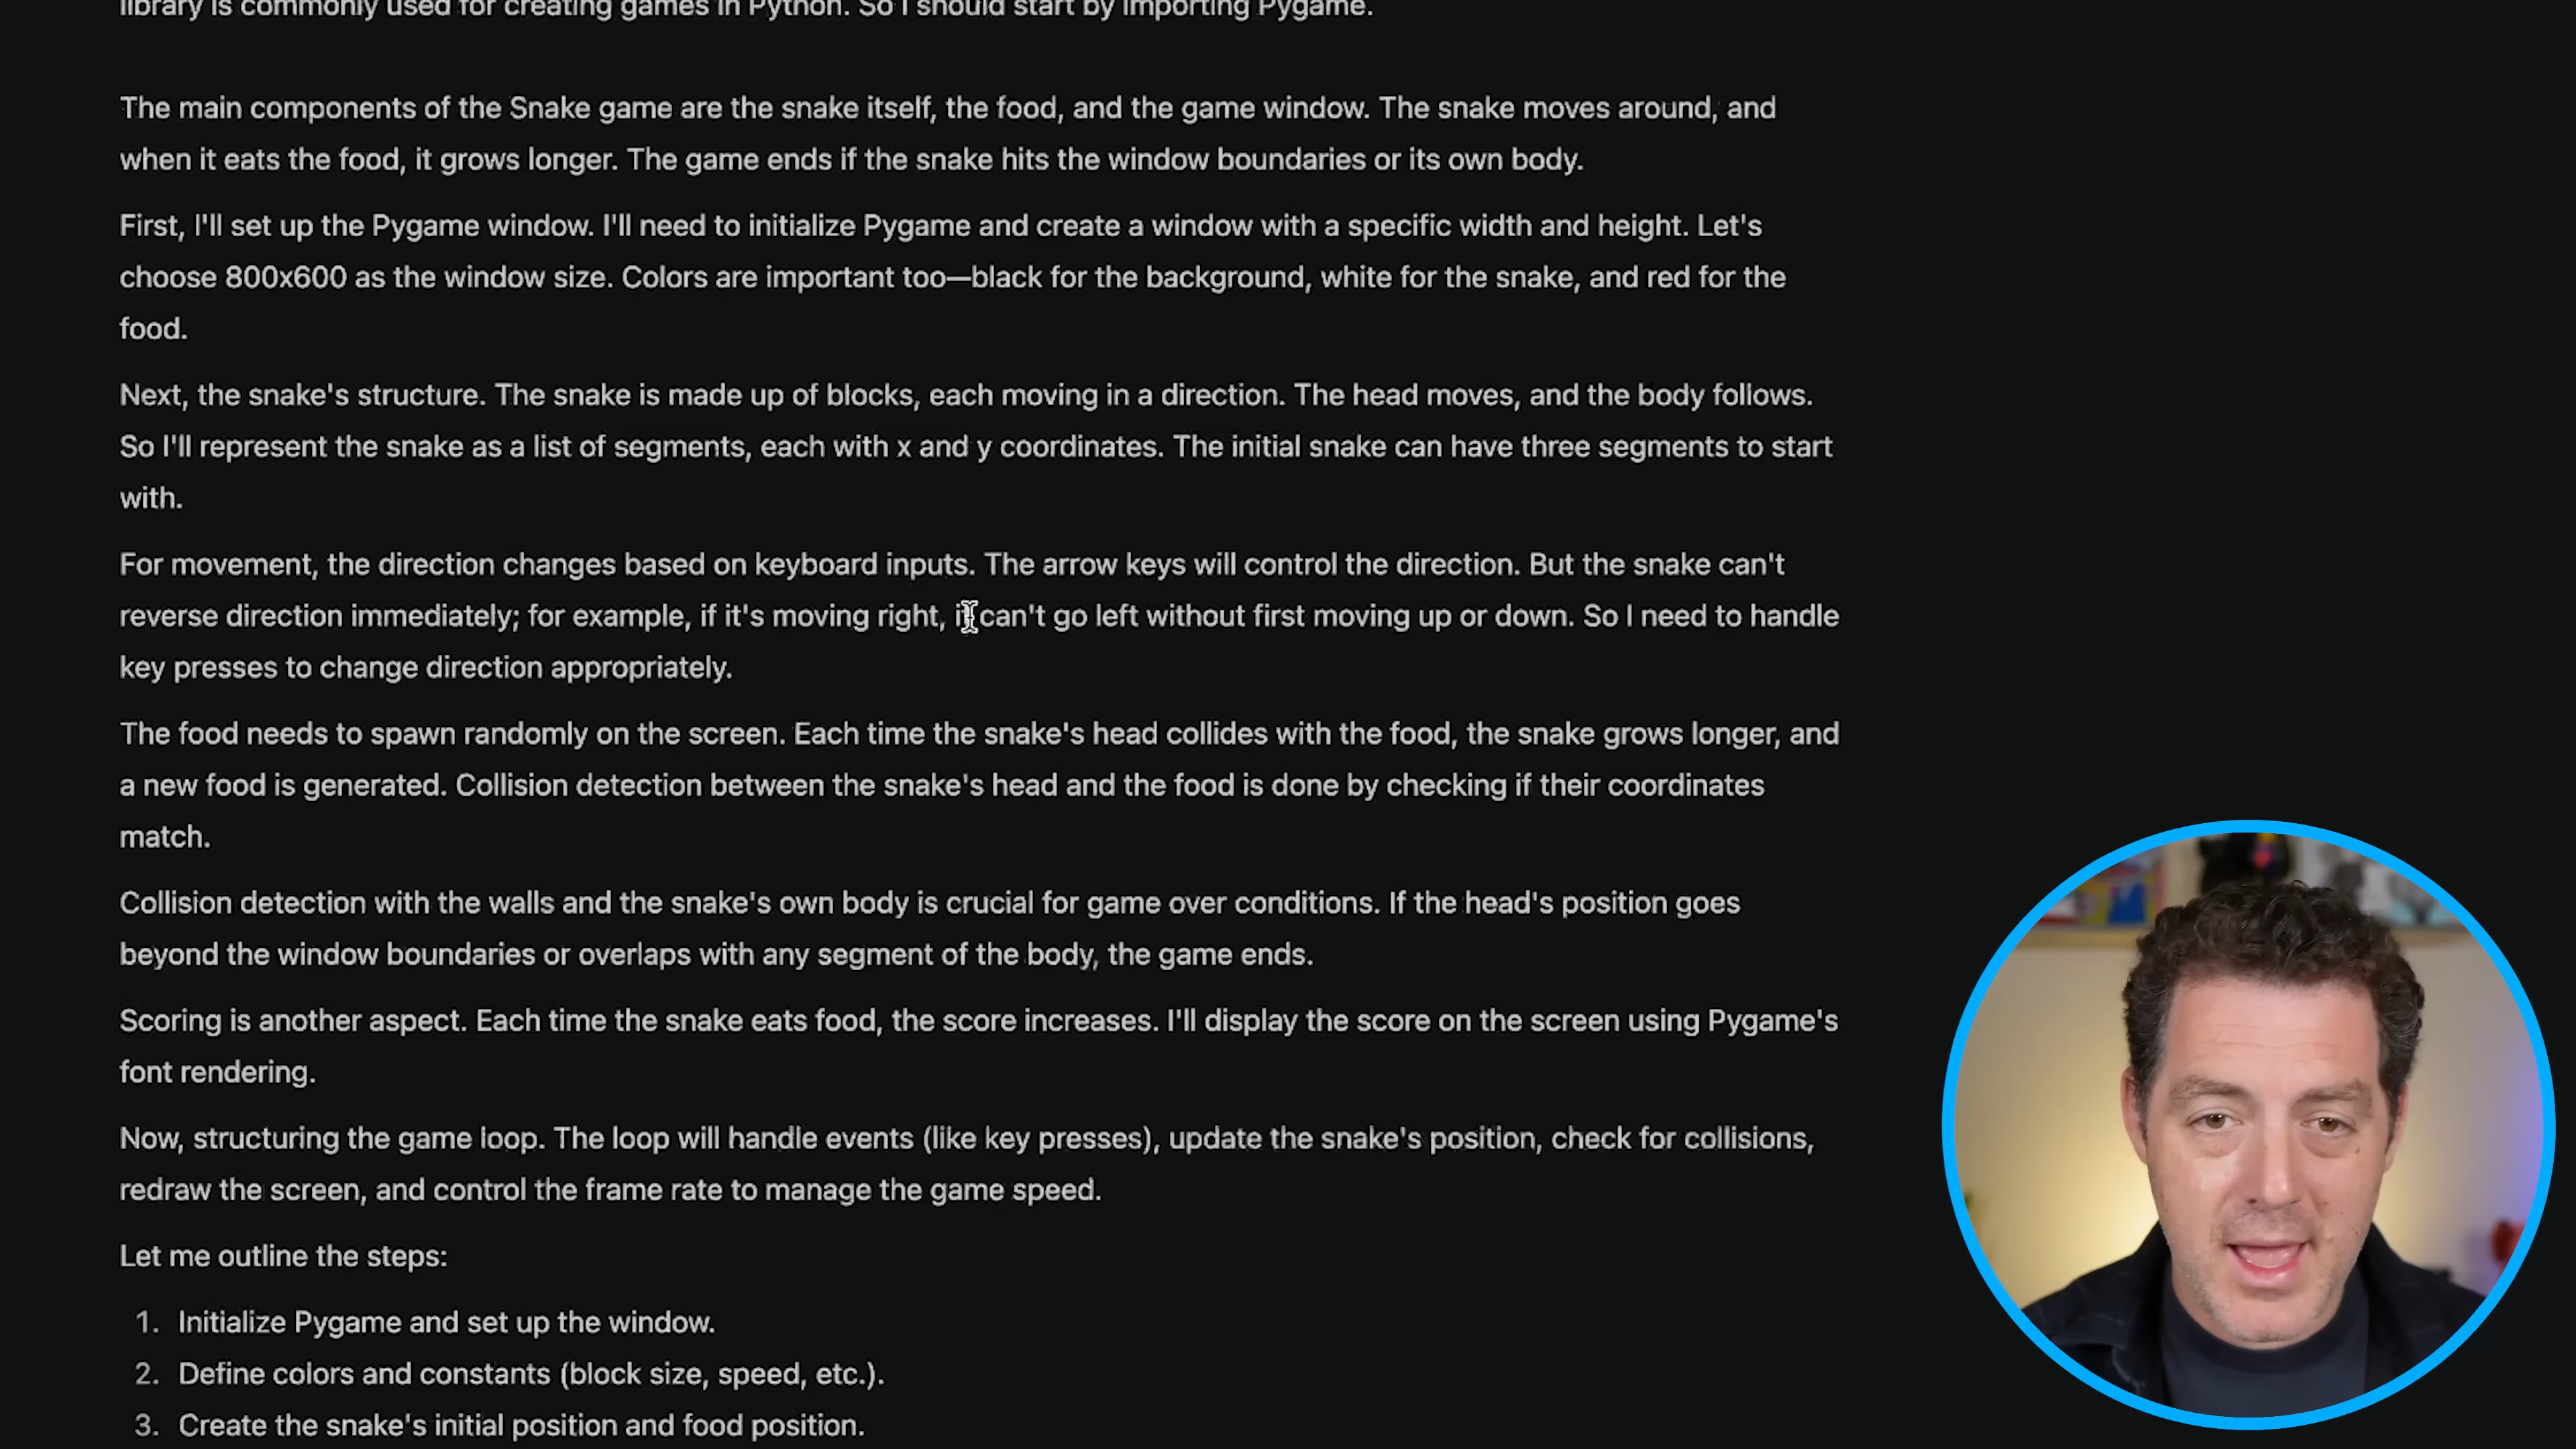 library is commonly used for creating games in Python. So I should start by importing Pygame.
The main components of the Snake game are the snake itself, the food, and the game window. The snake moves around, and
when it eats the food, it grows longer. The game ends if the snake hits the window boundaries or its own body.
First, I'll set up the Pygame window. I'll need to initialize Pygame and create a window with a specific width and height. Let's
choose 800x600 as the window size. Colors are important too—black for the background, white for the snake, and red for the
food.
Next, the snake's structure. The snake is made up of blocks, each moving in a direction. The head moves, and the body follows.
So I'll represent the snake as a list of segments, each with x and y coordinates. The initial snake can have three segments to start
with.
For movement, the direction changes based on keyboard inputs. The arrow keys will control the direction. But the snake can't
reverse direction immediately; for example, if it's moving right, it can't go left without first moving up or down. So I need to handle
key presses to change direction appropriately.
The food needs to spawn randomly on the screen. Each time the snake's head collides with the food, the snake grows longer, and
a new food is generated. Collision detection between the snake's head and the food is done by checking if their coordinates
match.
Collision detection with the walls and the snake's own body is crucial for game over conditions. If the head's position goes
beyond the window boundaries or overlaps with any segment of the body, the game ends.
Scoring is another aspect. Each time the snake eats food, the score increases. I'll display the score on the screen using Pygame's
font rendering.
Now, structuring the game loop. The loop will handle events (like key presses), update the snake's position, check for collisions,
redraw the screen, and control the frame rate to manage the game speed.
Let me outline the steps:
1. Initialize Pygame and set up the window.
2. Define colors and constants (block size, speed, etc.).
3. Create the snake's initial position and food position.